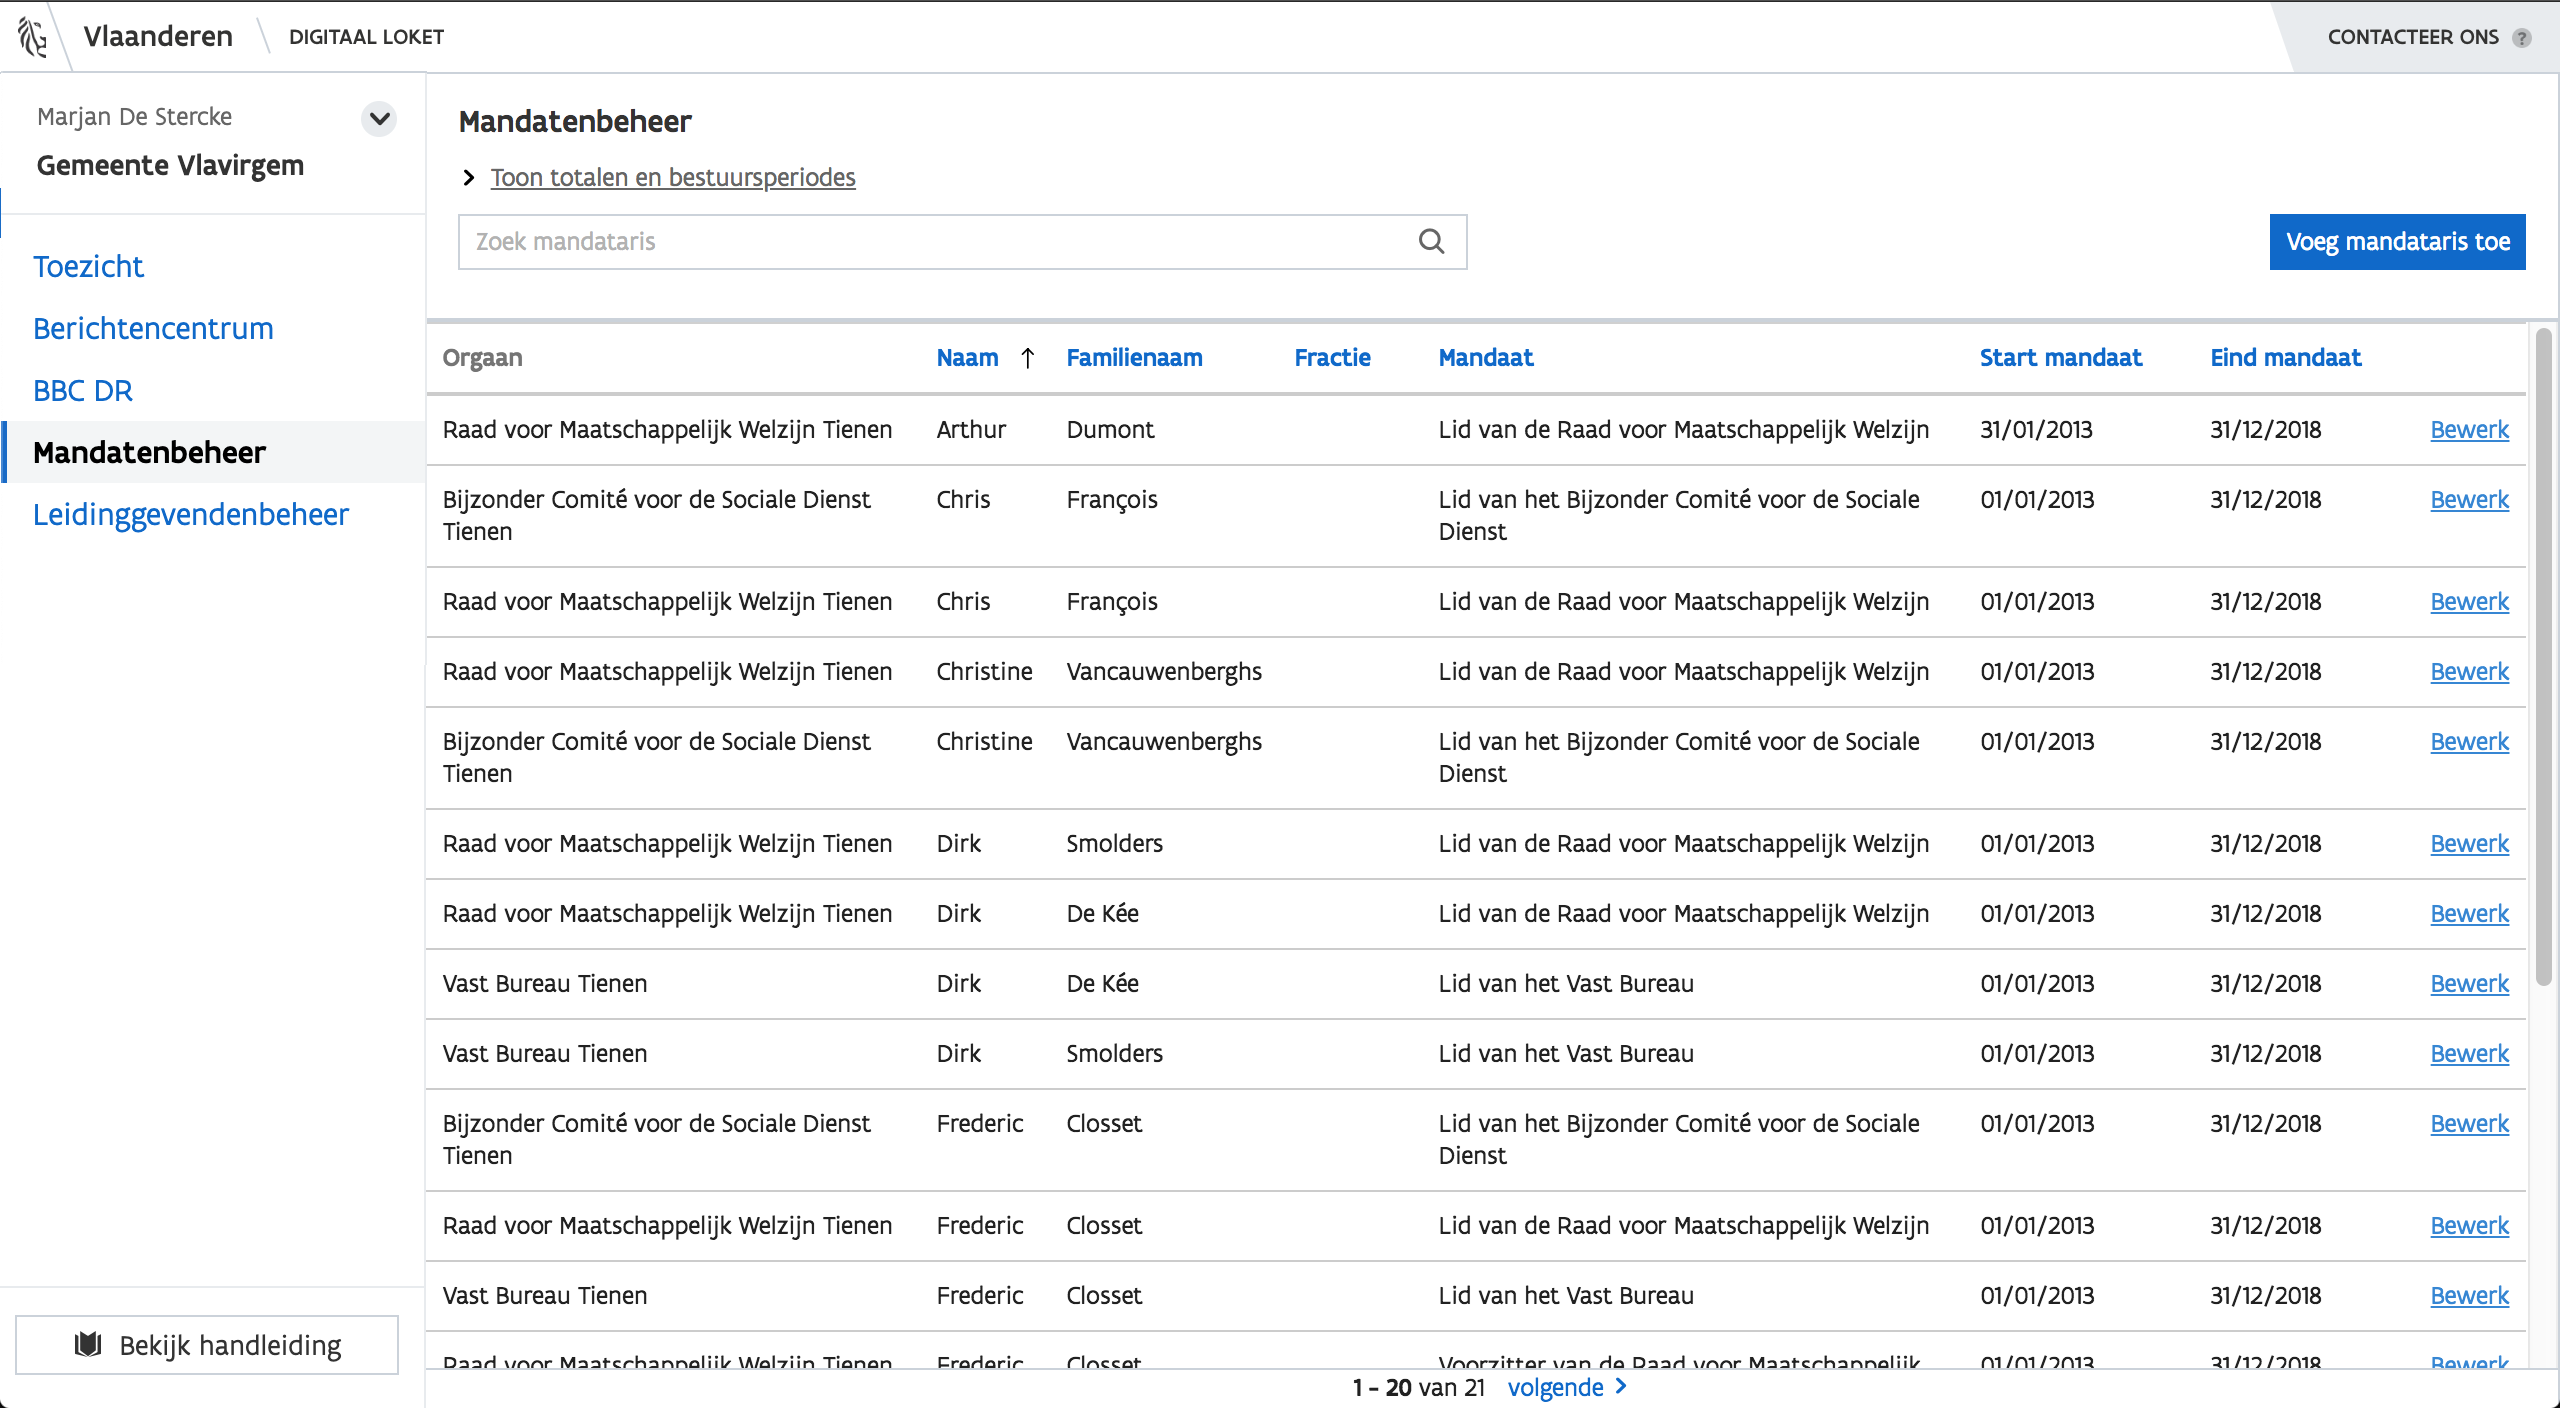 Vlaanderen DIGITAAL LOKET CONTACTEER ONS ?
Marjan De Stercke
Gemeente Vlavirgem
Toezicht
Berichtencentrum
BBC DR
Mandatenbeheer
Leidinggevendenbeheer
Bekijk handleiding
Mandatenbeheer
Toon totalen en bestuursperiodes
Zoek mandataris
Voeg mandataris toe
Orgaan Naam ↑ Familienaam Fractie Mandaat Start mandaat Eind mandaat
Raad voor Maatschappelijk Welzijn Tienen Arthur Dumont Lid van de Raad voor Maatschappelijk Welzijn 31/01/2013 31/12/2018 Bewerk
Bijzonder Comité voor de Sociale Dienst Chris François Lid van het Bijzonder Comité voor de Sociale 01/01/2013 31/12/2018 Bewerk
Tienen Dienst
Raad voor Maatschappelijk Welzijn Tienen Chris François Lid van de Raad voor Maatschappelijk Welzijn 01/01/2013 31/12/2018 Bewerk
Raad voor Maatschappelijk Welzijn Tienen Christine Vancauwenberghs Lid van de Raad voor Maatschappelijk Welzijn 01/01/2013 31/12/2018 Bewerk
Bijzonder Comité voor de Sociale Dienst Christine Vancauwenberghs Lid van het Bijzonder Comité voor de Sociale 01/01/2013 31/12/2018 Bewerk
Tienen Dienst
Raad voor Maatschappelijk Welzijn Tienen Dirk Smolders Lid van de Raad voor Maatschappelijk Welzijn 01/01/2013 31/12/2018 Bewerk
Raad voor Maatschappelijk Welzijn Tienen Dirk De Kée Lid van de Raad voor Maatschappelijk Welzijn 01/01/2013 31/12/2018 Bewerk
Vast Bureau Tienen Dirk De Kée Lid van het Vast Bureau 01/01/2013 31/12/2018 Bewerk
Vast Bureau Tienen Dirk Smolders Lid van het Vast Bureau 01/01/2013 31/12/2018 Bewerk
Bijzonder Comité voor de Sociale Dienst Frederic Closset Lid van het Bijzonder Comité voor de Sociale 01/01/2013 31/12/2018 Bewerk
Tienen Dienst
Raad voor Maatschappelijk Welzijn Tienen Frederic Closset Lid van de Raad voor Maatschappelijk Welzijn 01/01/2013 31/12/2018 Bewerk
Vast Bureau Tienen Frederic Closset Lid van het Vast Bureau 01/01/2013 31/12/2018 Bewerk
Raad voor Maatschappelijk Welzijn Tienen Frederic Closset Voorzitter van de Raad voor Maatschappelijk 01/01/2013 31/12/2018 Bewerk
1 - 20 van 21 volgende